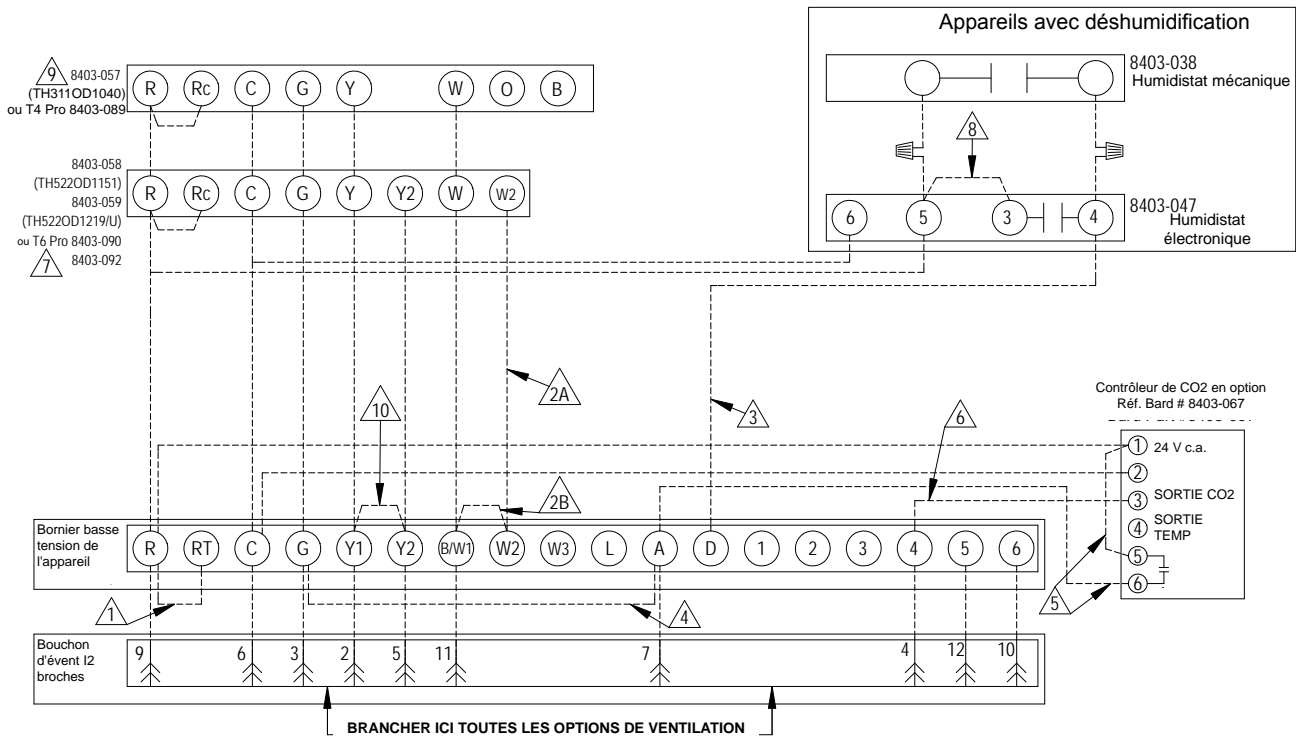 Appareils avec déshumidification
8403-038
Humidistat mécanique
8
6 5 3 4
8403-047
Humidistat
électronique
9
8403-057
(TH311OD1040)
ou T4 Pro 8403-089
R Rc C G Y W O B
8403-058
(TH522OD1151)
8403-059
(TH522OD1219/U)
ou T6 Pro 8403-090
8403-092
7
R Rc C G Y Y2 W W2
2A
3
10
2B
6
Contrôleur de CO2 en option
Réf. Bard # 8403-067
1 24 V c.a.
2
3 SORTIE CO2
4 SORTIE
TEMP
5
6
5
Bornier basse
tension de
l'appareil
R RT C G Y1 Y2 B/W1 W2 W3 L A D 1 2 3 4 5 6
1
4
Bouchon
d'évent I2
broches
9 6 3 2 5 11 7 4 12 10
BRANCHER ICI TOUTES LES OPTIONS DE VENTILATION